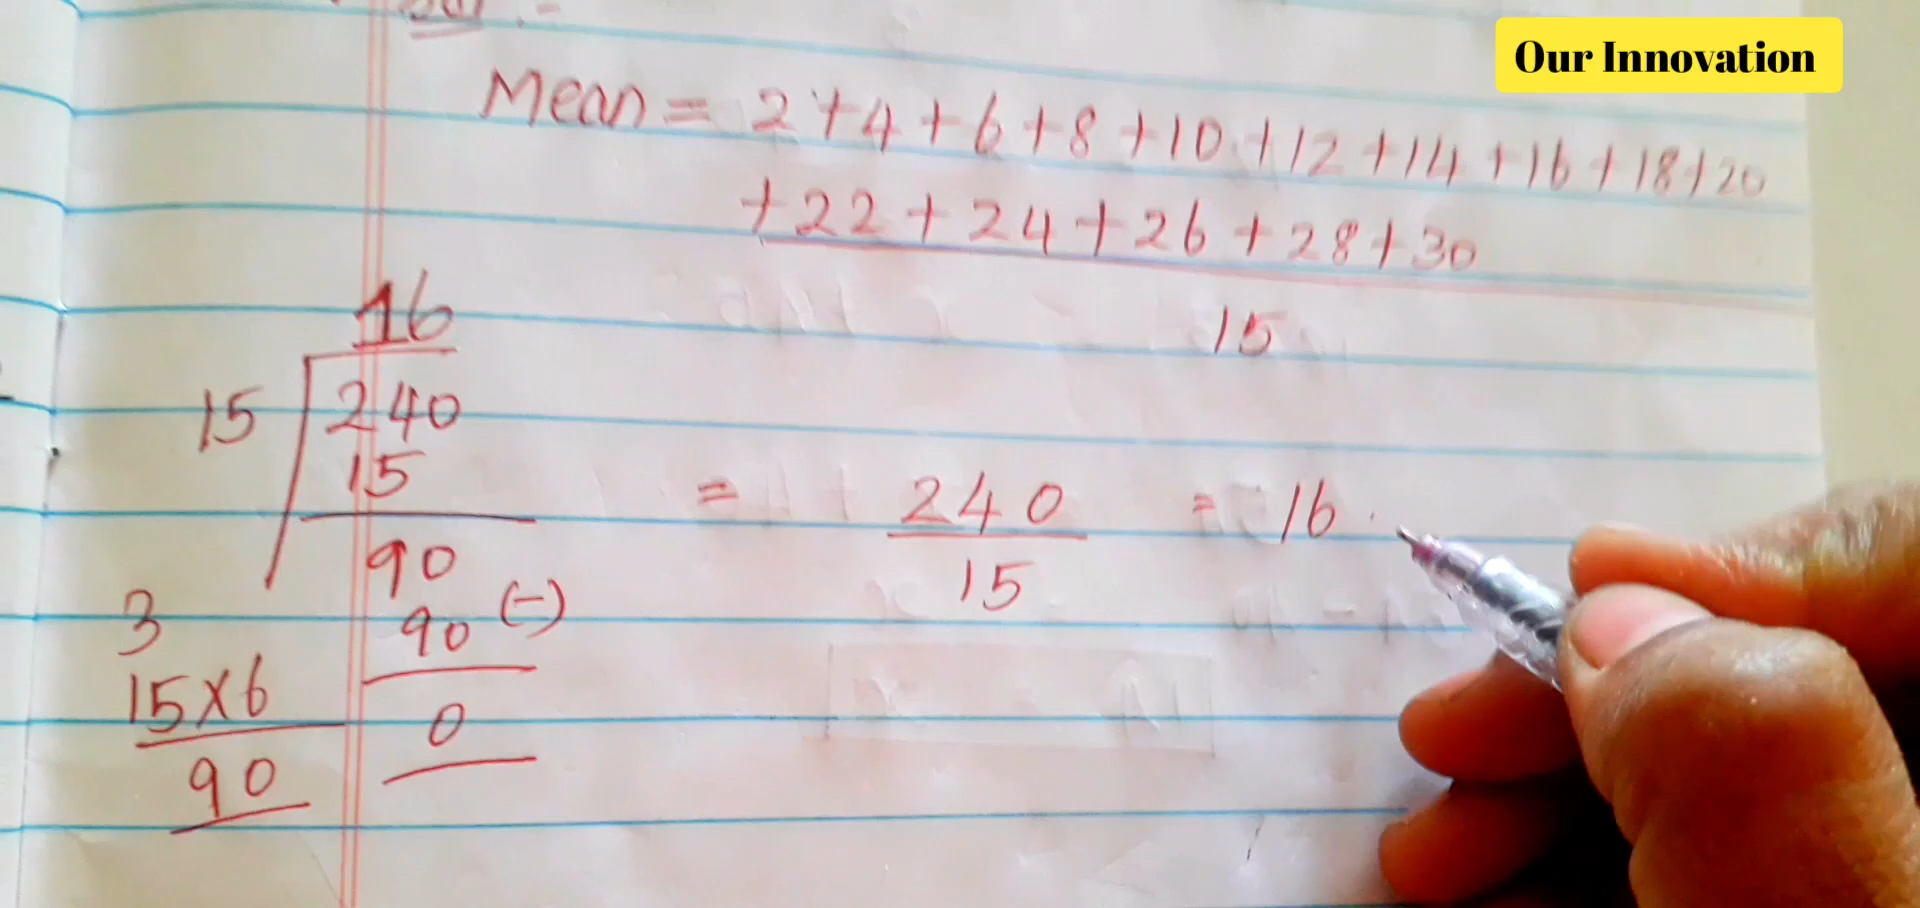 Our Innovation
Mean = 2+4+6+8+10+12+14+16+18+20
+22+24+26+28+30
15
16
15 240
15
90
90 (-)
0
3
15x6
90
= 240 = 16
15